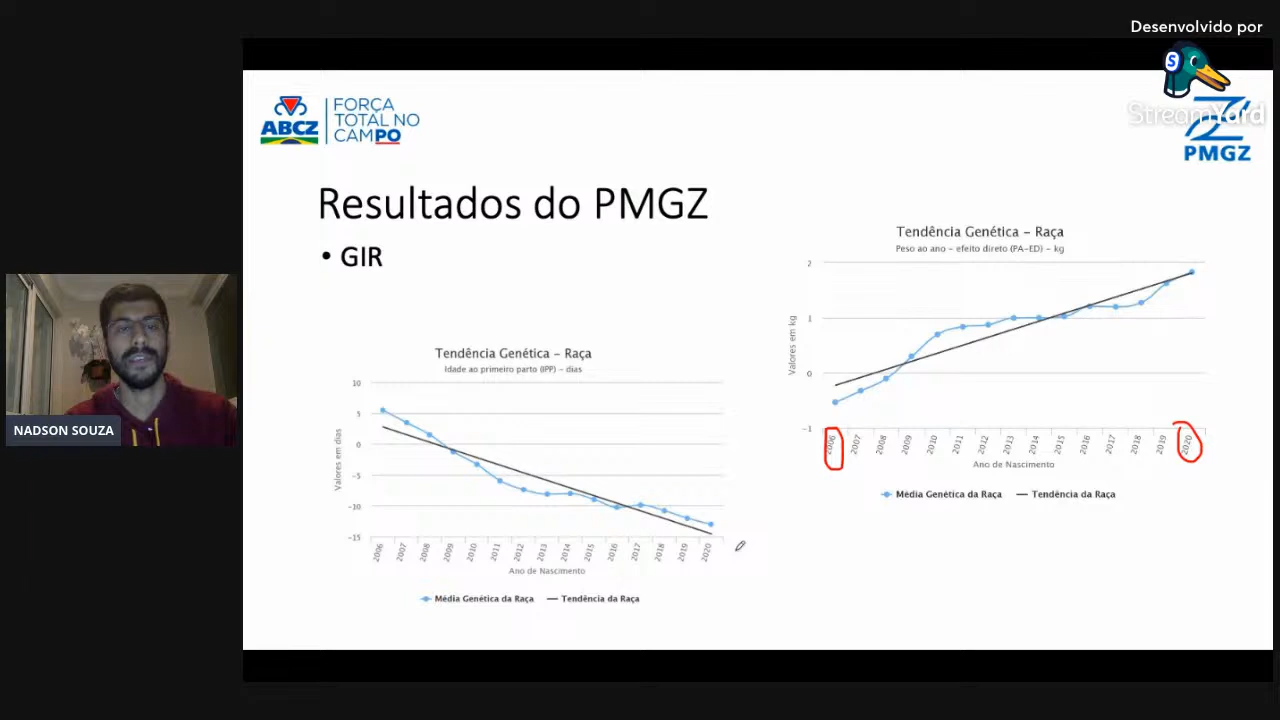 Desenvolvido por
S
StreamYard
ABCZ
FORÇA
TOTAL NO
CAMPO
PMGZ
Resultados do PMGZ
• GIR
NADSON SOUZA
Tendência Genética - Raça
Idade ao primeiro parto (IPP) - dias
Valores em dias
10
5
0
-5
-10
-15
2006 2007 2008 2009 2010 2011 2012 2013 2014 2015 2016 2017 2018 2019 2020
Ano de Nascimento
Média Genética da Raça Tendência da Raça
Tendência Genética - Raça
Peso ao ano - efeito direto (PA-ED) - kg
Valores em kg
2
1
0
-1
2006 2007 2008 2009 2010 2011 2012 2013 2014 2015 2016 2017 2018 2019 2020
Ano de Nascimento
Média Genética da Raça Tendência da Raça